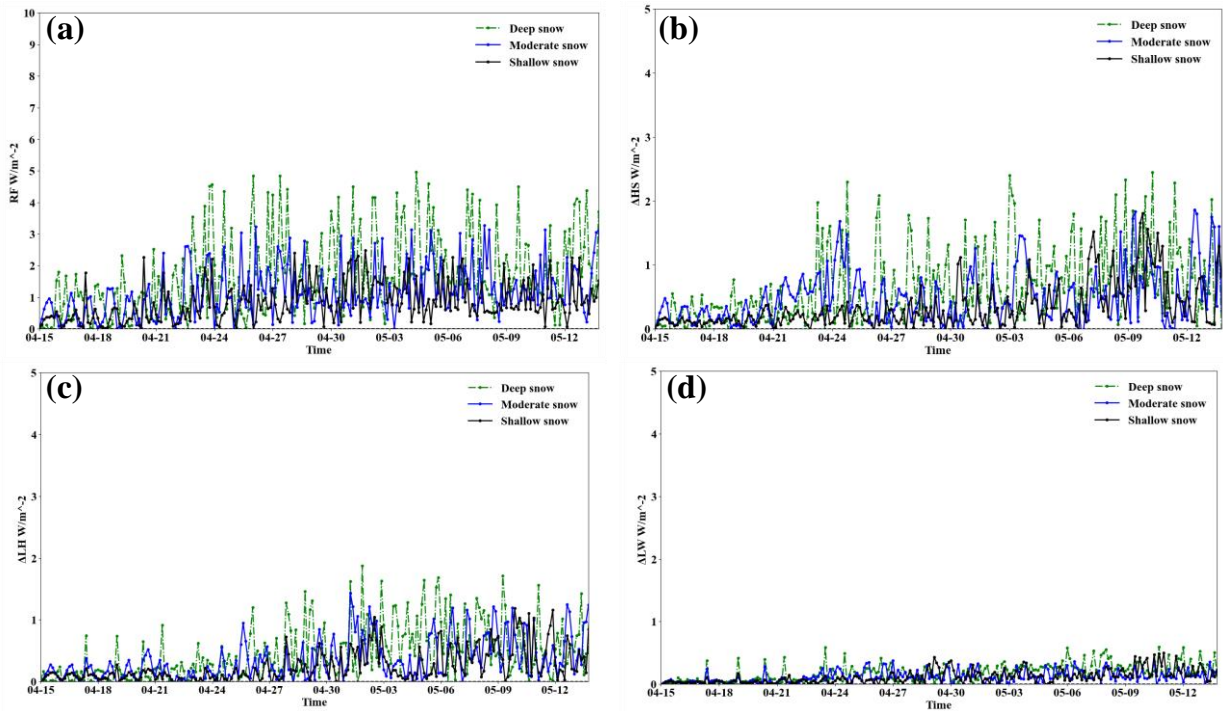 (a)
Deep snow
Moderate snow
Shallow snow
RF W/m^-2
10
9
8
7
6
5
4
3
2
1
0
04-15 04-18 04-21 04-24 04-27 04-30 05-03 05-06 05-09 05-12
Time
(b)
Deep snow
Moderate snow
Shallow snow
ΔHS W/m^-2
5
4
3
2
1
0
04-15 04-18 04-21 04-24 04-27 04-30 05-03 05-06 05-09 05-12
Time
(c)
Deep snow
Moderate snow
Shallow snow
ΔLH W/m^-2
5
4
3
2
1
0
04-15 04-18 04-21 04-24 04-27 04-30 05-03 05-06 05-09 05-12
Time
(d)
Deep snow
Moderate snow
Shallow snow
ΔLW W/m^-2
5
4
3
2
1
0
04-15 04-18 04-21 04-24 04-27 04-30 05-03 05-06 05-09 05-12
Time